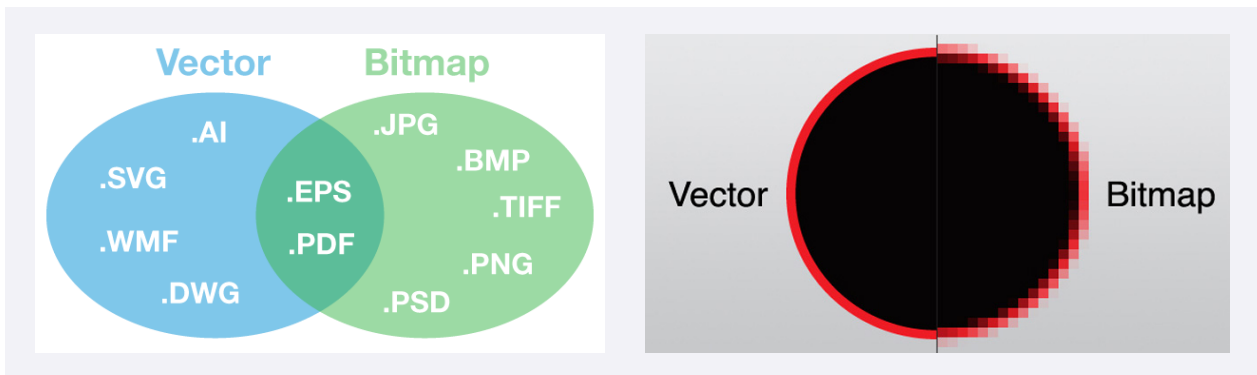 Vector
Bitmap
.AI
.SVG
.WMF
.DWG
.EPS
.PDF
.JPG
.BMP
.TIFF
.PNG
.PSD
Vector
Bitmap